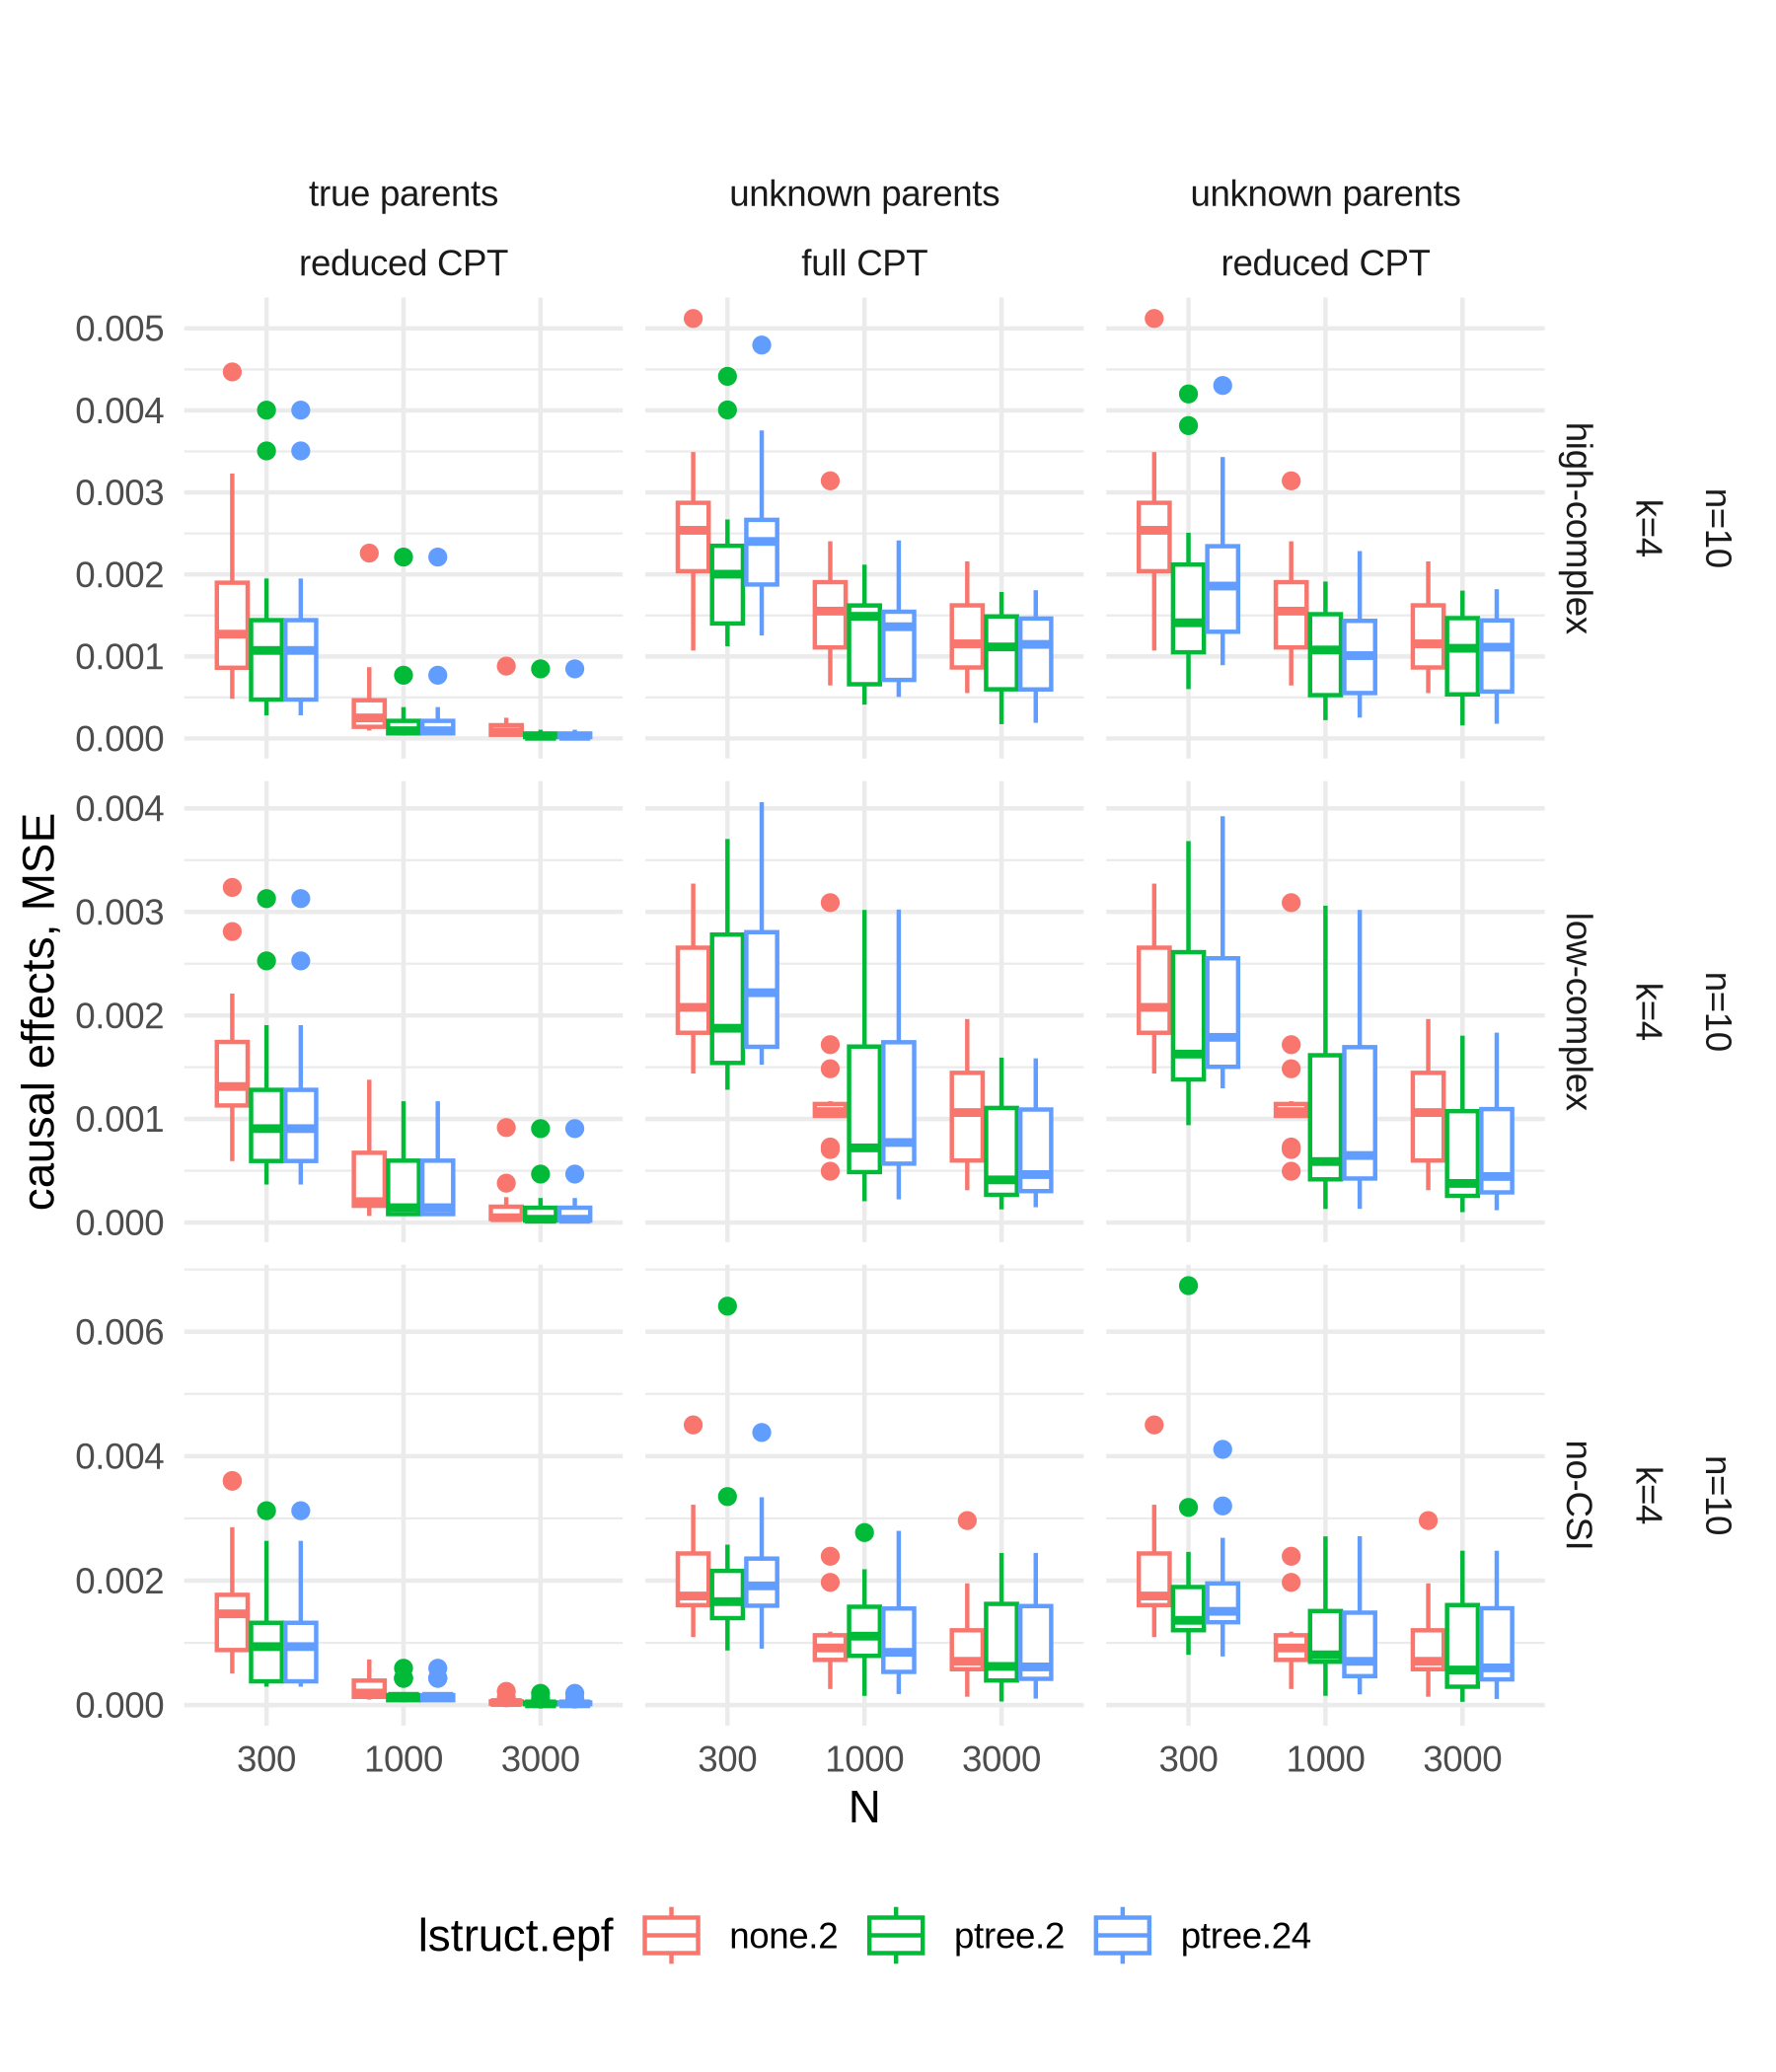 true parents unknown parents unknown parents
reduced CPT full CPT reduced CPT
causal effects, MSE
0.005
0.004
0.003
0.002
0.001
0.000
high-complex
k=4
n=10
0.004
0.003
0.002
0.001
0.000
low-complex
k=4
n=10
0.006
0.004
0.002
0.000
no-CSI
k=4
n=10
300 1000 3000 300 1000 3000 300 1000 3000
N
lstruct.epf none.2 ptree.2 ptree.24